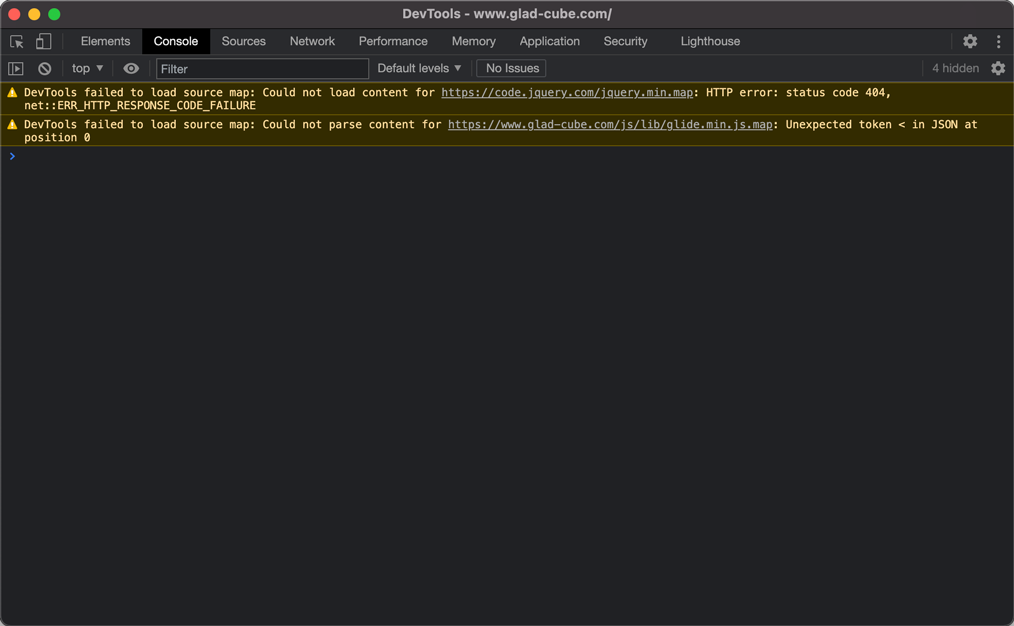 DevTools - www.glad-cube.com/
Elements Console Sources Network Performance Memory Application Security Lighthouse
top Filter Default levels No Issues 4 hidden
DevTools failed to load source map: Could not load content for https://code.jquery.com/jquery.min.map: HTTP error: status code 404,
net::ERR_HTTP_RESPONSE_CODE_FAILURE
DevTools failed to load source map: Could not parse content for https://www.glad-cube.com/js/lib/glide.min.js.map: Unexpected token < in JSON at
position 0